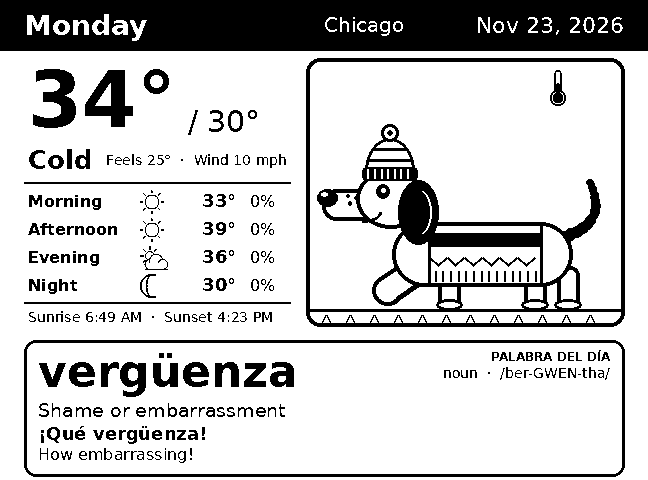 Monday Chicago Nov 23, 2026
34° / 30°
Cold Feels 25° · Wind 10 mph
Morning 33° 0%
Afternoon 39° 0%
Evening 36° 0%
Night 30° 0%
Sunrise 6:49 AM · Sunset 4:23 PM
vergüenza
PALABRA DEL DÍA
noun · /ber-GWEN-tha/
Shame or embarrassment
¡Qué vergüenza!
How embarrassing!